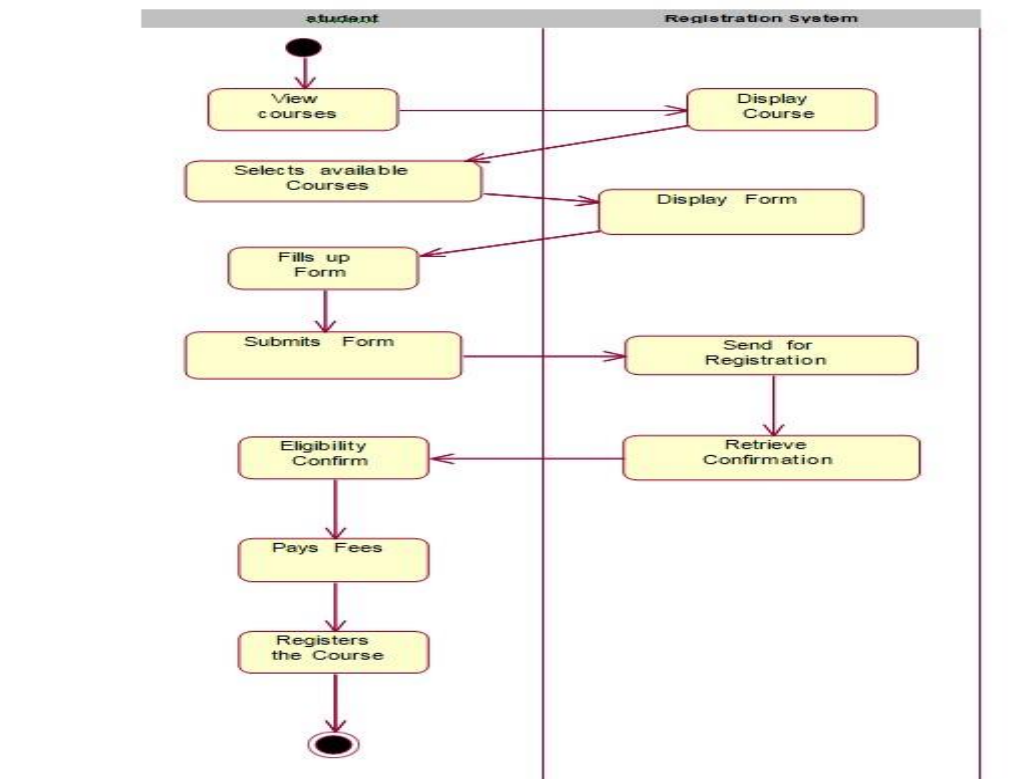 student
Registration System
View
courses
Display
Course
Selects available
Courses
Display Form
Fills up
Form
Submits Form
Send for
Registration
Eligibility
Confirm
Retrieve
Confirmation
Pays Fees
Registers
the Course